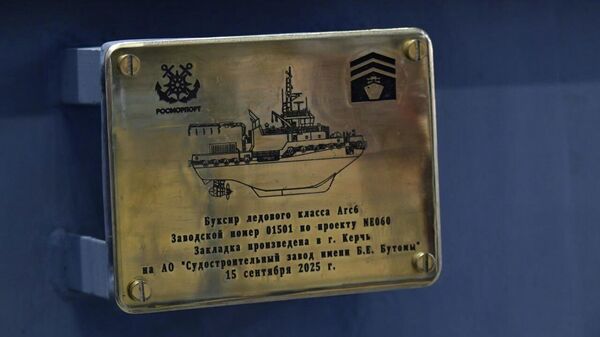 РОСМОРПОРТ
Буксир ледового класса Arc6
Заводской номер 01501 по проекту NE060
Закладка произведена в г. Керчь
на АО "Судостроительный завод имени Б.Е. Бутомы"
15 сентября 2025 г.